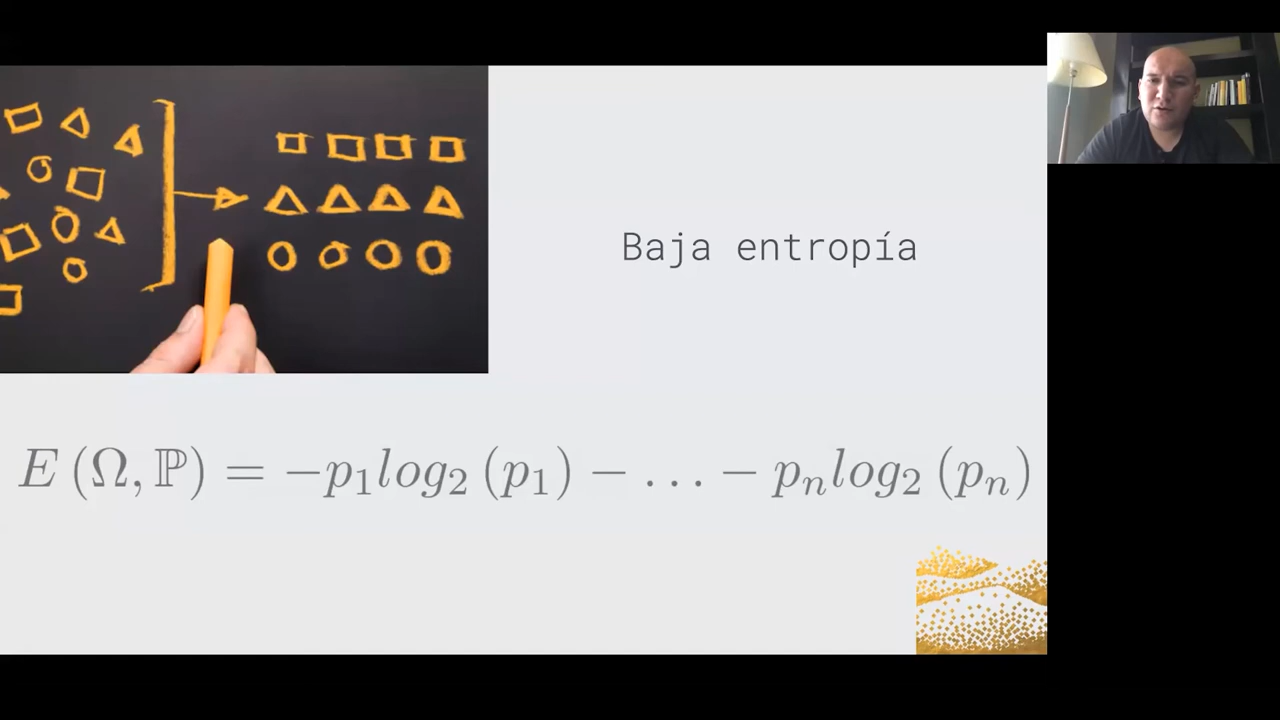 Baja entropía
E (Ω, ℙ) = −p₁log₂ (p₁) − … − pₙlog₂ (pₙ)